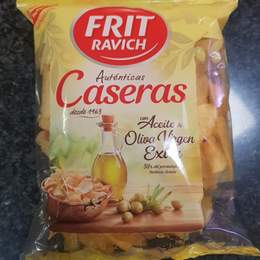 FRIT
RAVICH
Auténticas
Caseras
desde 1963
con Aceite de
Oliva Virgen
Extra